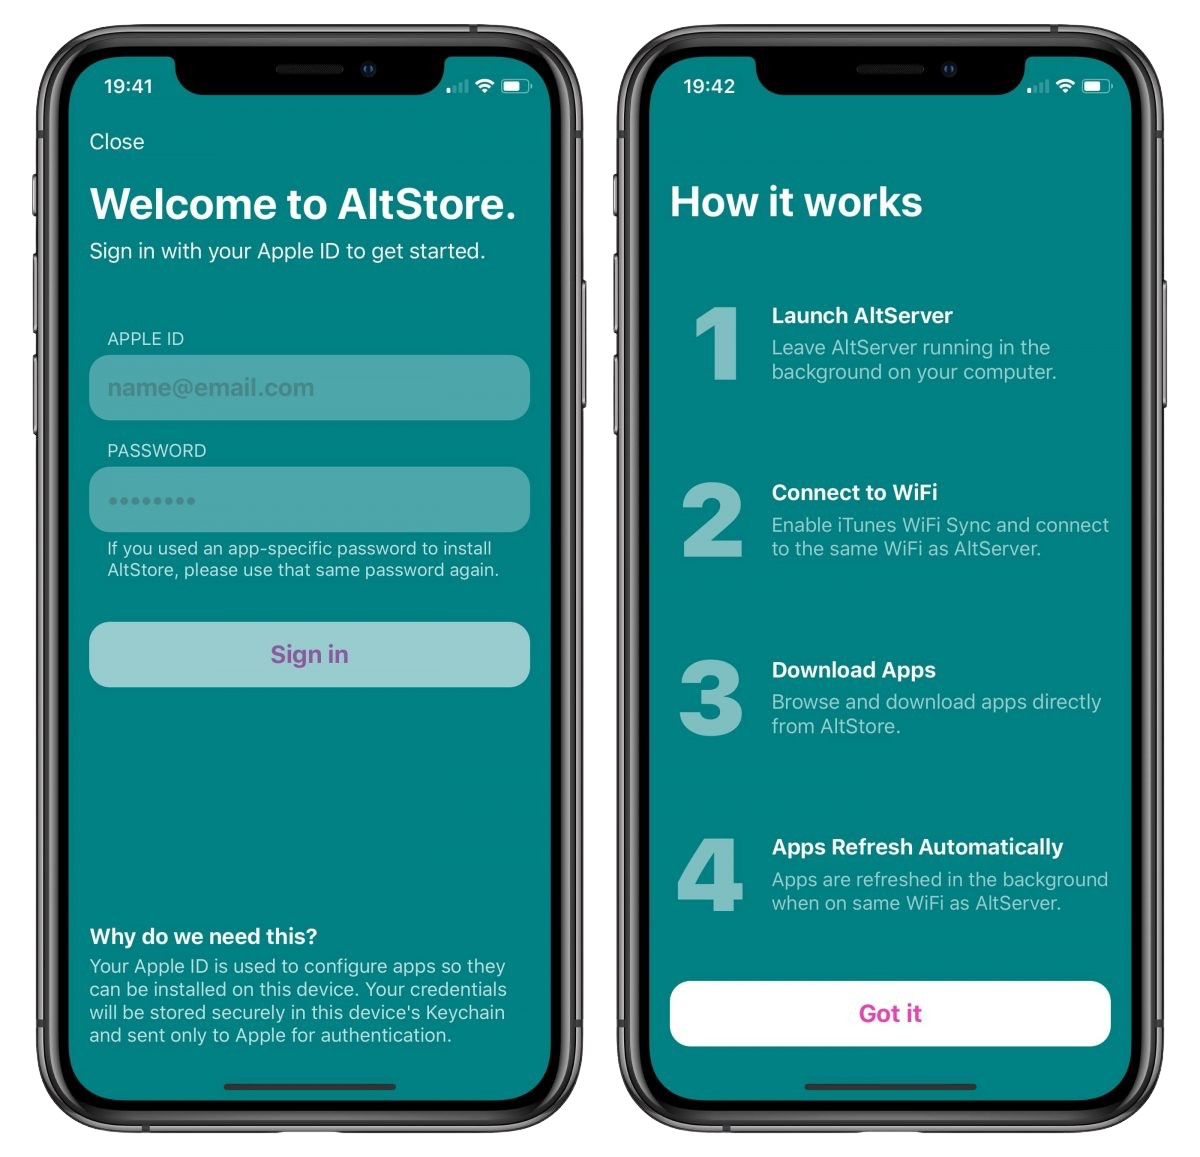 19:41
Close
Welcome to AltStore.
Sign in with your Apple ID to get started.
APPLE ID
name@email.com
PASSWORD
••••••••
If you used an app-specific password to install
AltStore, please use that same password again.
Sign in
Why do we need this?
Your Apple ID is used to configure apps so they
can be installed on this device. Your credentials
will be stored securely in this device's Keychain
and sent only to Apple for authentication.
19:42
How it works
1
Launch AltServer
Leave AltServer running in the
background on your computer.
2
Connect to WiFi
Enable iTunes WiFi Sync and connect
to the same WiFi as AltServer.
3
Download Apps
Browse and download apps directly
from AltStore.
4
Apps Refresh Automatically
Apps are refreshed in the background
when on same WiFi as AltServer.
Got it